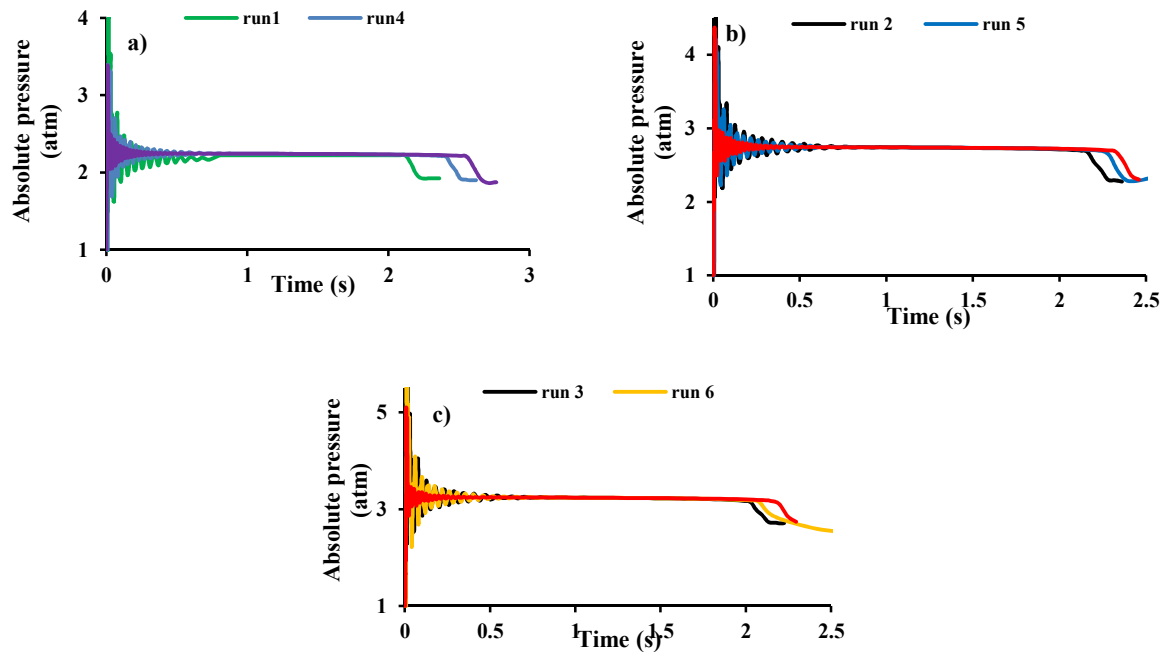 run1 run4
a)
Absolute pressure
(atm)
4
3
2
1
0 1 2 3
Time (s)
run 2 run 5
b)
Absolute pressure
(atm)
4
3
2
1
0 0.5 1 1.5 2 2.5
Time (s)
run 3 run 6
c)
Absolute pressure
(atm)
5
3
1
0 0.5 1 1.5 2 2.5
Time (s)